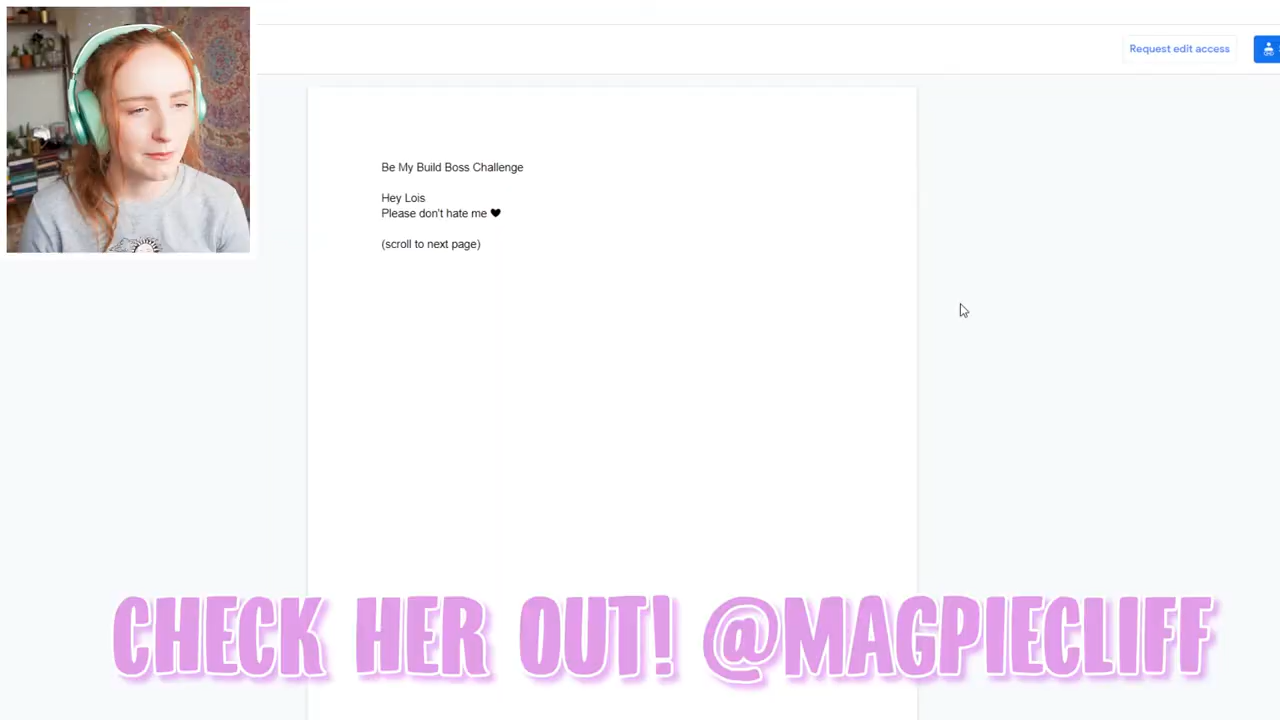 Request edit access
Be My Build Boss Challenge
Hey Lois
Please don't hate me ♥
(scroll to next page)
CHECK HER OUT! @MAGPIECLIFF